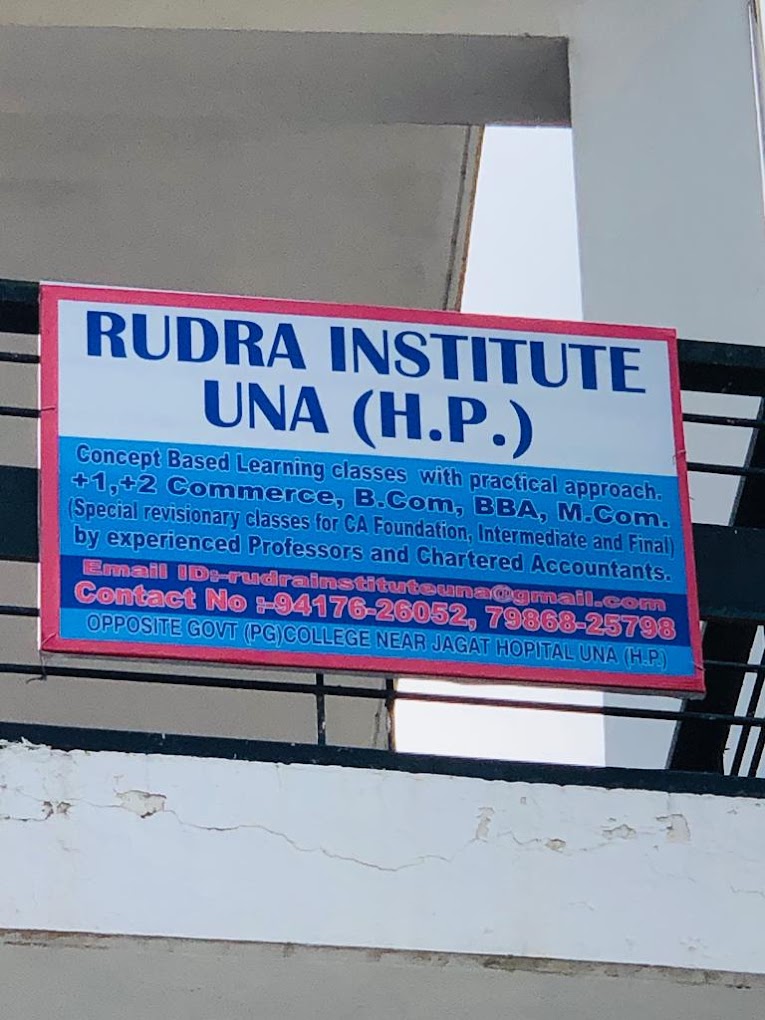 RUDRA INSTITUTE
UNA (H.P.)
Concept Based Learning classes with practical approach.
+1,+2 Commerce, B.Com, BBA, M.Com.
(Special revisionary classes for CA Foundation, Intermediate and Final)
by experienced Professors and Chartered Accountants.
Email ID:-rudrainstituteuna@gmail.com
Contact No :-94176-26052, 79868-25798
OPPOSITE GOVT (PG)COLLEGE NEAR JAGAT HOPITAL UNA (H.P.)